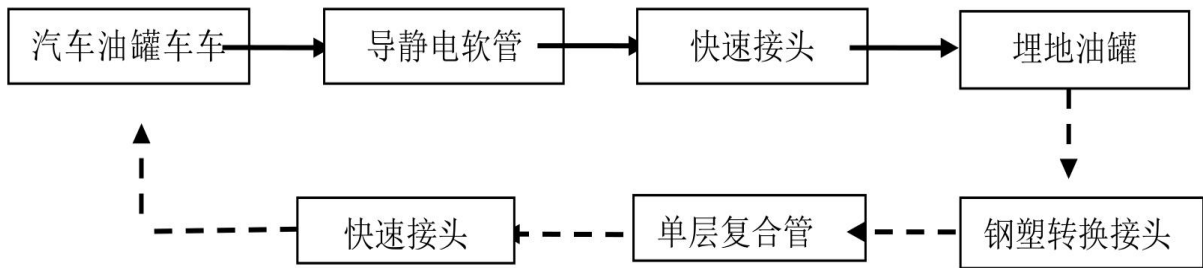 汽车油罐车车
导静电软管
快速接头
埋地油罐
快速接头
单层复合管
钢塑转换接头